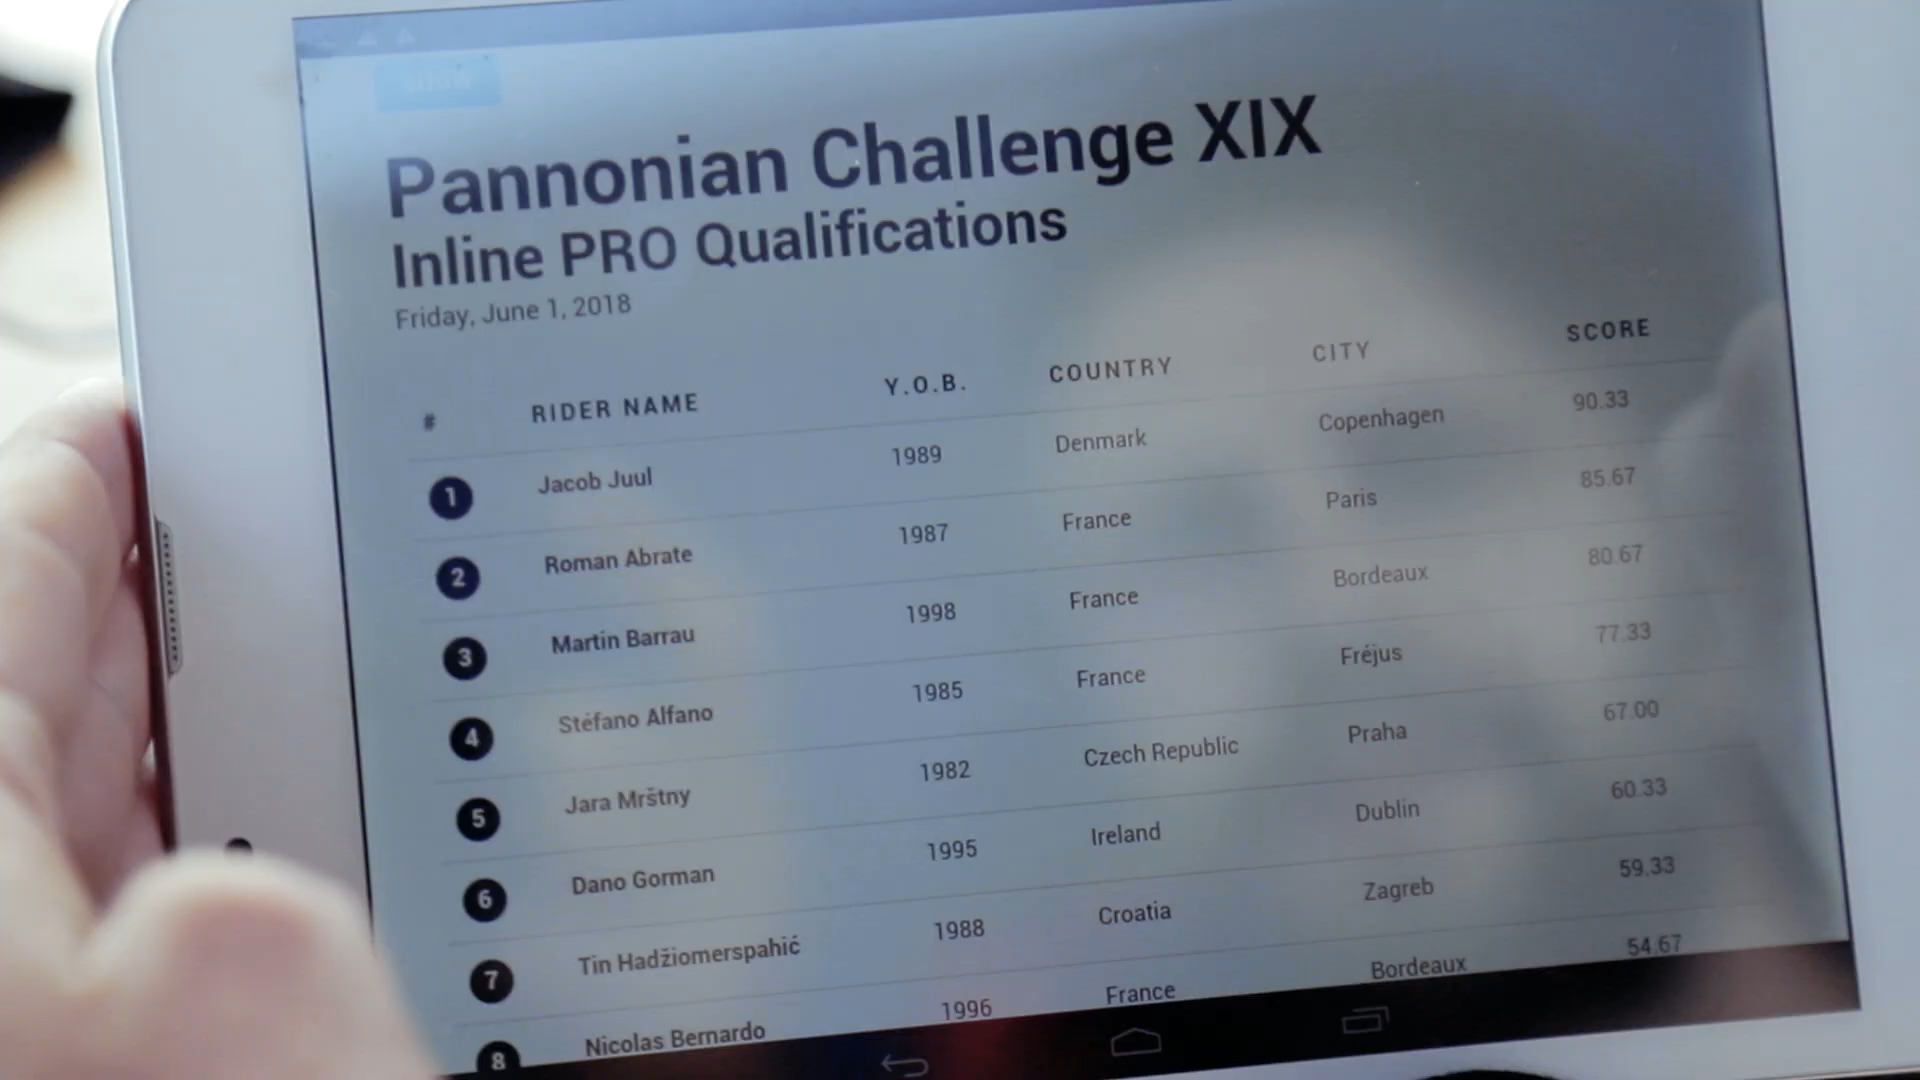 Pannonian Challenge XIX
Inline PRO Qualifications
Friday, June 1, 2018
# RIDER NAME Y.O.B. COUNTRY CITY SCORE
1 Jacob Juul 1989 Denmark Copenhagen 90.33
2 Roman Abrate 1987 France Paris 85.67
3 Martin Barrau 1998 France Bordeaux 80.67
4 Stéfano Alfano 1985 France Fréjus 77.33
5 Jara Mrštny 1982 Czech Republic Praha 67.00
6 Dano Gorman 1995 Ireland Dublin 60.33
7 Tin Hadžiomerspahić 1988 Croatia Zagreb 59.33
8 Nicolas Bernardo 1996 France Bordeaux 54.67